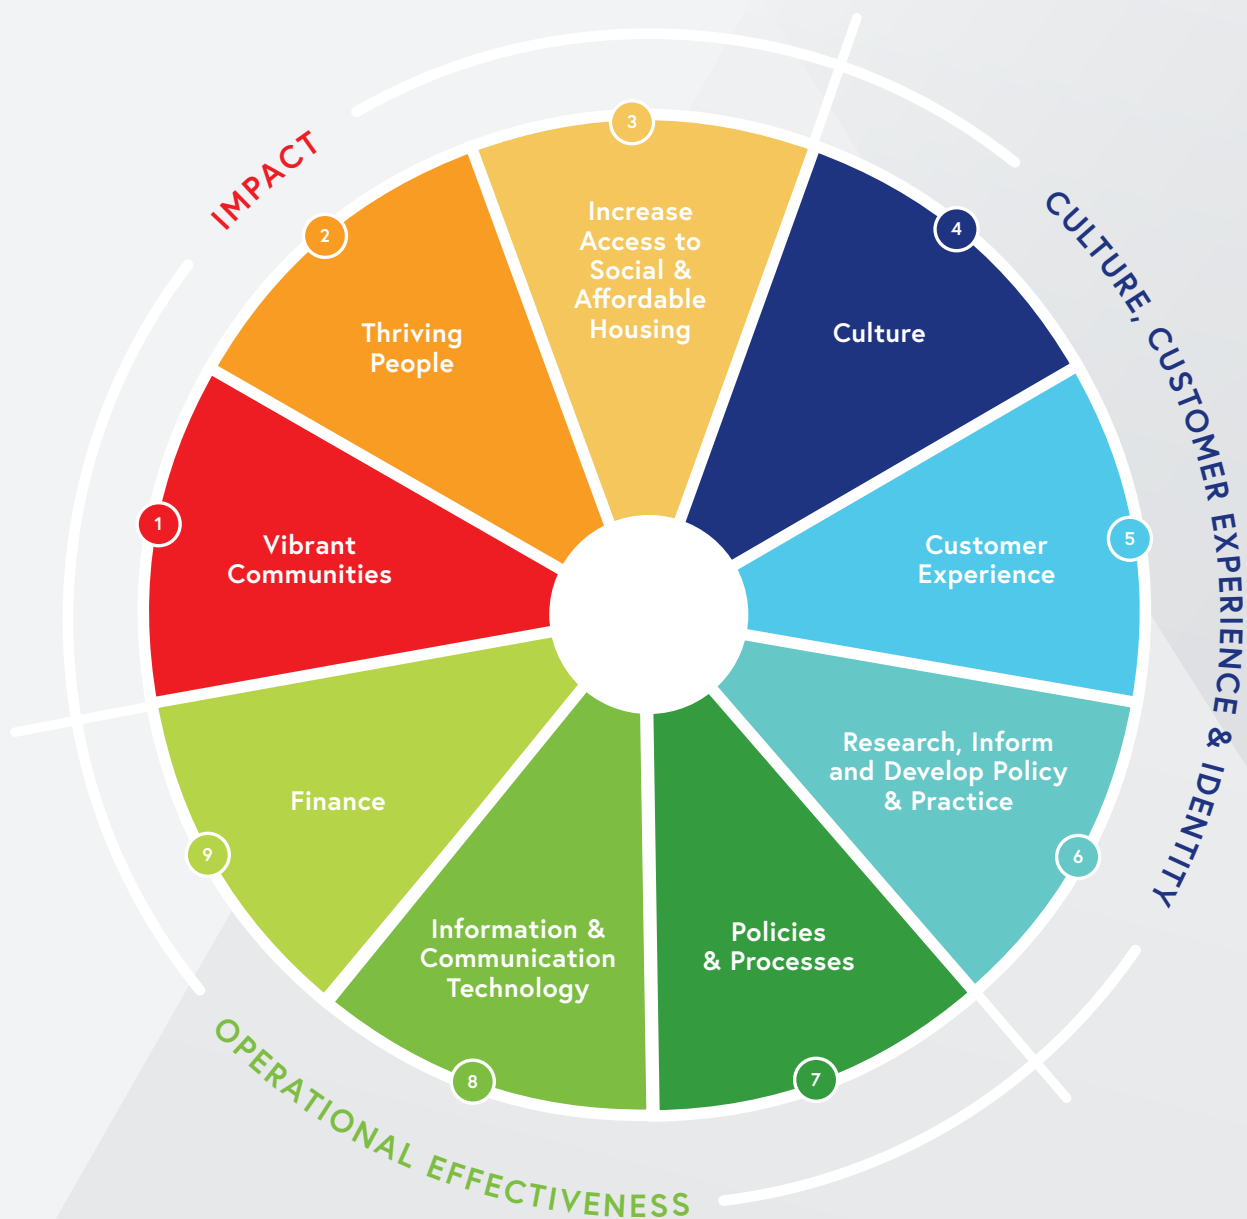 IMPACT
1
Vibrant
Communities
2
Thriving
People
3
Increase
Access to
Social &
Affordable
Housing
CULTURE, CUSTOMER EXPERIENCE & IDENTITY
4
Culture
5
Customer
Experience
6
Research, Inform
and Develop Policy
& Practice
OPERATIONAL EFFECTIVENESS
7
Policies
& Processes
8
Information &
Communication
Technology
9
Finance